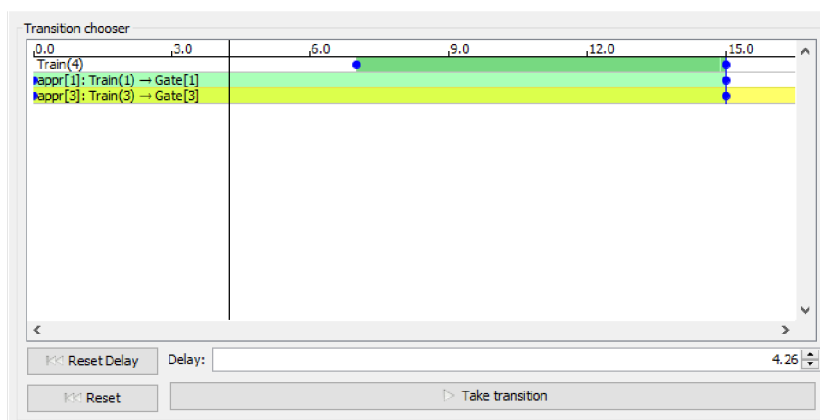 Transition chooser
0.0 3.0 6.0 9.0 12.0 15.0
Train(4)
appr[1]: Train(1) → Gate[1]
appr[3]: Train(3) → Gate[3]
Reset Delay Delay: 4.26
Reset Take transition